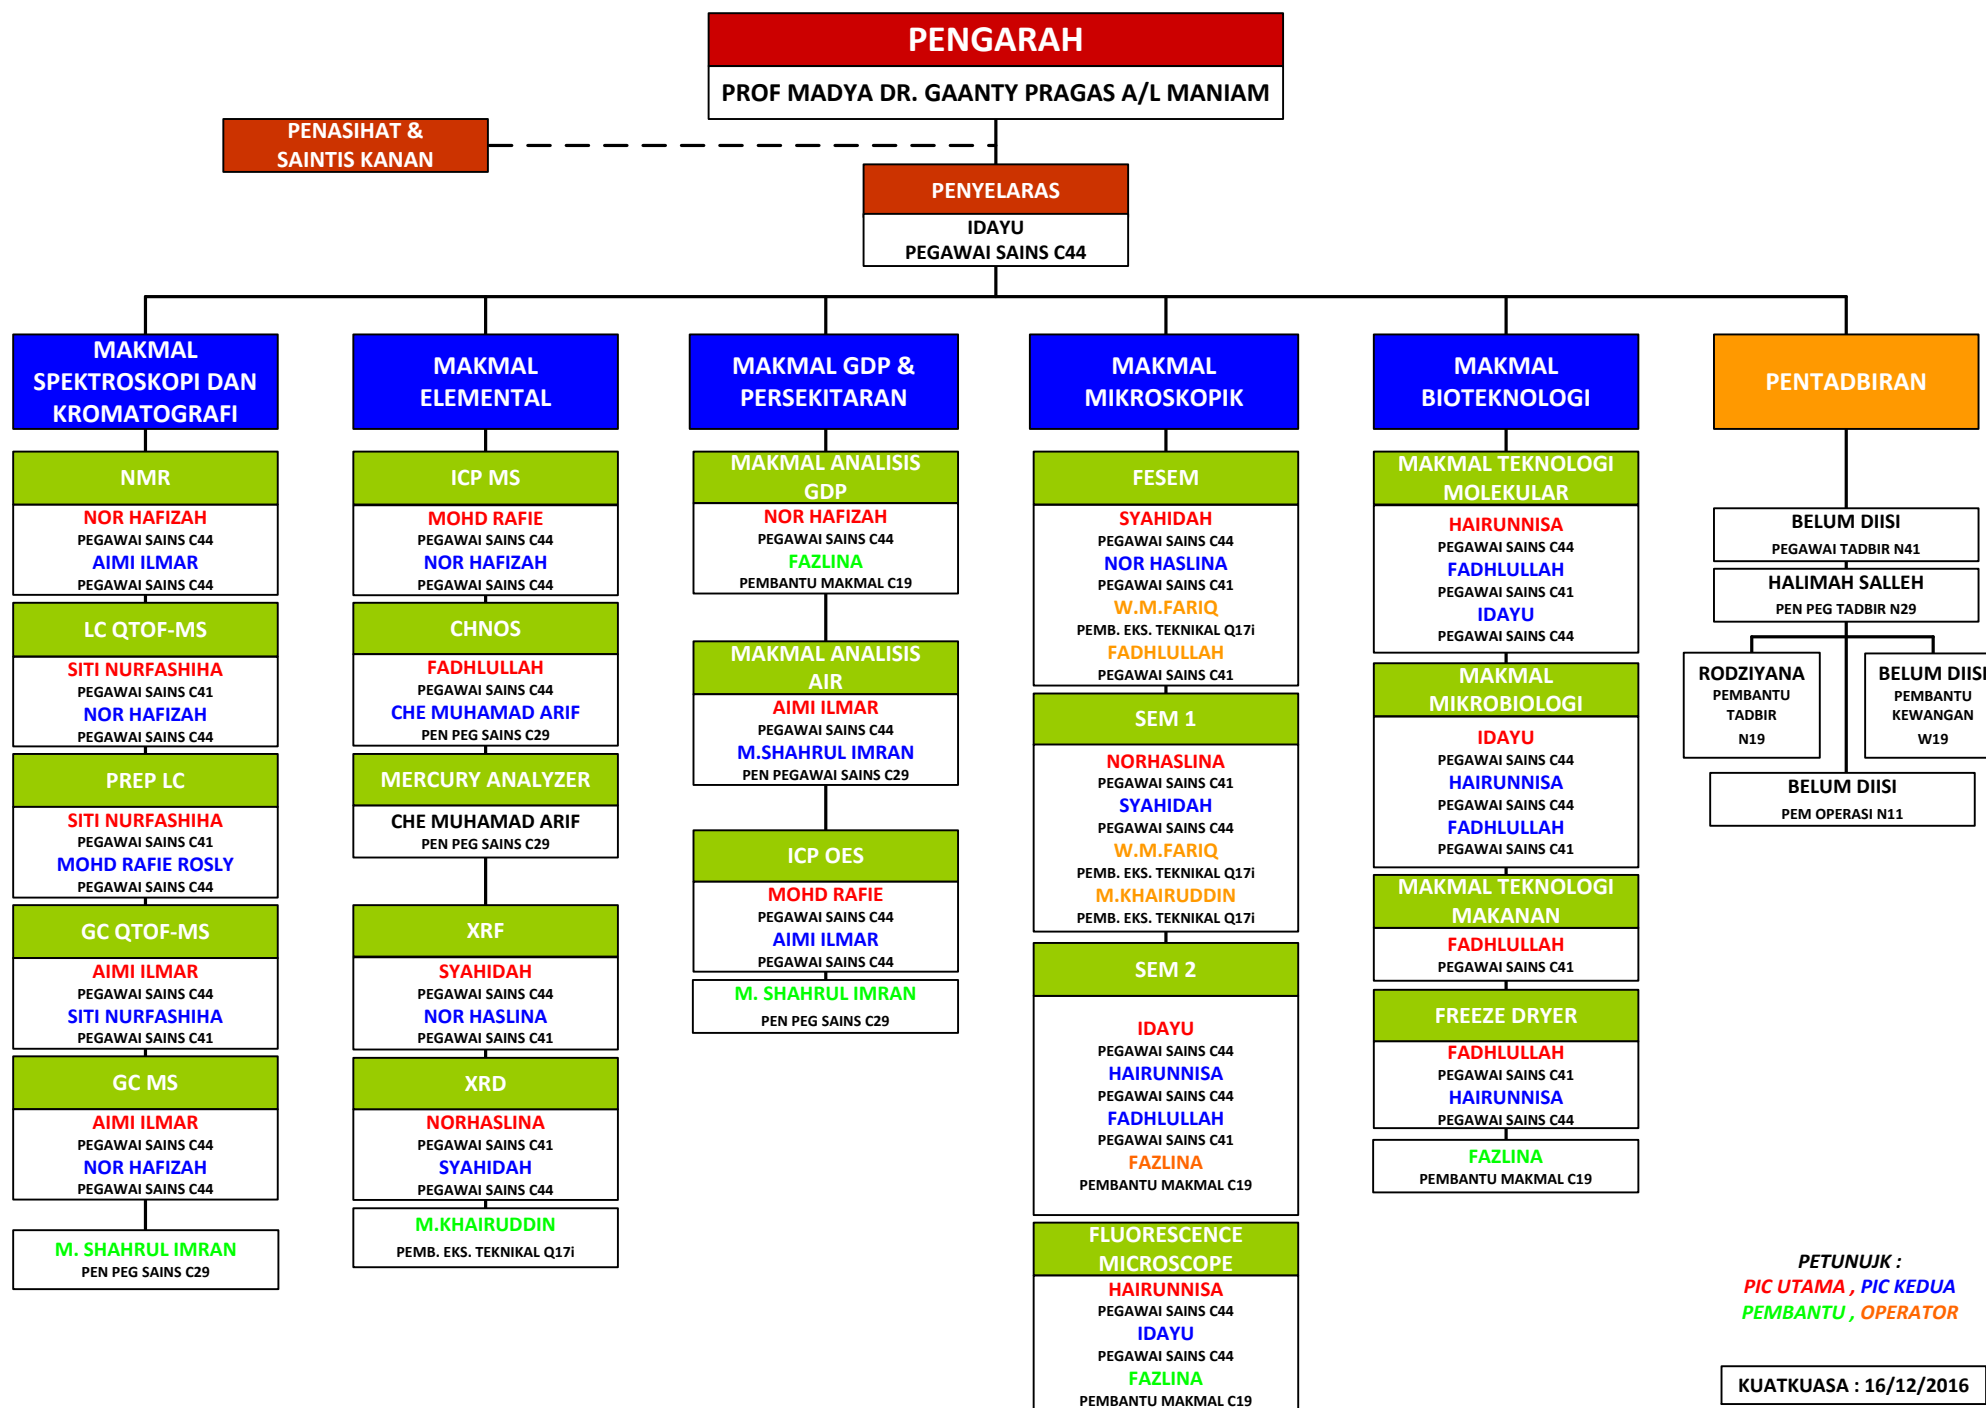 PENGARAH
PROF MADYA DR. GAANTY PRAGAS A/L MANIAM
PENASIHAT &
SAINTIS KANAN
PENYELARAS
IDAYU
PEGAWAI SAINS C44
MAKMAL
SPEKTROSKOPI DAN
KROMATOGRAFI
NMR
NOR HAFIZAH
PEGAWAI SAINS C44
AIMI ILMAR
PEGAWAI SAINS C44
LC QTOF-MS
SITI NURFASHIHA
PEGAWAI SAINS C41
NOR HAFIZAH
PEGAWAI SAINS C44
PREP LC
SITI NURFASHIHA
PEGAWAI SAINS C41
MOHD RAFIE ROSLY
PEGAWAI SAINS C44
GC QTOF-MS
AIMI ILMAR
PEGAWAI SAINS C44
SITI NURFASHIHA
PEGAWAI SAINS C41
GC MS
AIMI ILMAR
PEGAWAI SAINS C44
NOR HAFIZAH
PEGAWAI SAINS C44
M. SHAHRUL IMRAN
PEN PEG SAINS C29
MAKMAL
ELEMENTAL
ICP MS
MOHD RAFIE
PEGAWAI SAINS C44
NOR HAFIZAH
PEGAWAI SAINS C44
CHNOS
FADHLULLAH
PEGAWAI SAINS C44
CHE MUHAMAD ARIF
PEN PEG SAINS C29
MERCURY ANALYZER
CHE MUHAMAD ARIF
PEN PEG SAINS C29
XRF
SYAHIDAH
PEGAWAI SAINS C44
NOR HASLINA
PEGAWAI SAINS C41
XRD
NORHASLINA
PEGAWAI SAINS C41
SYAHIDAH
PEGAWAI SAINS C44
M.KHAIRUDDIN
PEMB. EKS. TEKNIKAL Q17i
MAKMAL GDP &
PERSEKITARAN
MAKMAL ANALISIS
GDP
NOR HAFIZAH
PEGAWAI SAINS C44
FAZLINA
PEMBANTU MAKMAL C19
MAKMAL ANALISIS
AIR
AIMI ILMAR
PEGAWAI SAINS C44
M.SHAHRUL IMRAN
PEN PEGAWAI SAINS C29
ICP OES
MOHD RAFIE
PEGAWAI SAINS C44
AIMI ILMAR
PEGAWAI SAINS C44
M. SHAHRUL IMRAN
PEN PEG SAINS C29
MAKMAL
MIKROSKOPIK
FESEM
SYAHIDAH
PEGAWAI SAINS C44
NOR HASLINA
PEGAWAI SAINS C41
W.M.FARIQ
PEMB. EKS. TEKNIKAL Q17i
FADHLULLAH
PEGAWAI SAINS C41
SEM 1
NORHASLINA
PEGAWAI SAINS C41
SYAHIDAH
PEGAWAI SAINS C44
W.M.FARIQ
PEMB. EKS. TEKNIKAL Q17i
M.KHAIRUDDIN
PEMB. EKS. TEKNIKAL Q17i
SEM 2
IDAYU
PEGAWAI SAINS C44
HAIRUNNISA
PEGAWAI SAINS C44
FADHLULLAH
PEGAWAI SAINS C41
FAZLINA
PEMBANTU MAKMAL C19
FLUORESCENCE
MICROSCOPE
HAIRUNNISA
PEGAWAI SAINS C44
IDAYU
PEGAWAI SAINS C44
FAZLINA
PEMBANTU MAKMAL C19
MAKMAL
BIOTEKNOLOGI
MAKMAL TEKNOLOGI
MOLEKULAR
HAIRUNNISA
PEGAWAI SAINS C44
FADHLULLAH
PEGAWAI SAINS C41
IDAYU
PEGAWAI SAINS C44
MAKMAL
MIKROBIOLOGI
IDAYU
PEGAWAI SAINS C44
HAIRUNNISA
PEGAWAI SAINS C44
FADHLULLAH
PEGAWAI SAINS C41
MAKMAL TEKNOLOGI
MAKANAN
FADHLULLAH
PEGAWAI SAINS C41
FREEZE DRYER
FADHLULLAH
PEGAWAI SAINS C41
HAIRUNNISA
PEGAWAI SAINS C44
FAZLINA
PEMBANTU MAKMAL C19
PENTADBIRAN
BELUM DIISI
PEGAWAI TADBIR N41
HALIMAH SALLEH
PEN PEG TADBIR N29
RODZIYANA
PEMBANTU
TADBIR
N19
BELUM DIISI
PEMBANTU
KEWANGAN
W19
BELUM DIISI
PEM OPERASI N11
PETUNUJK :
PIC UTAMA , PIC KEDUA
PEMBANTU , OPERATOR
KUATKUASA : 16/12/2016